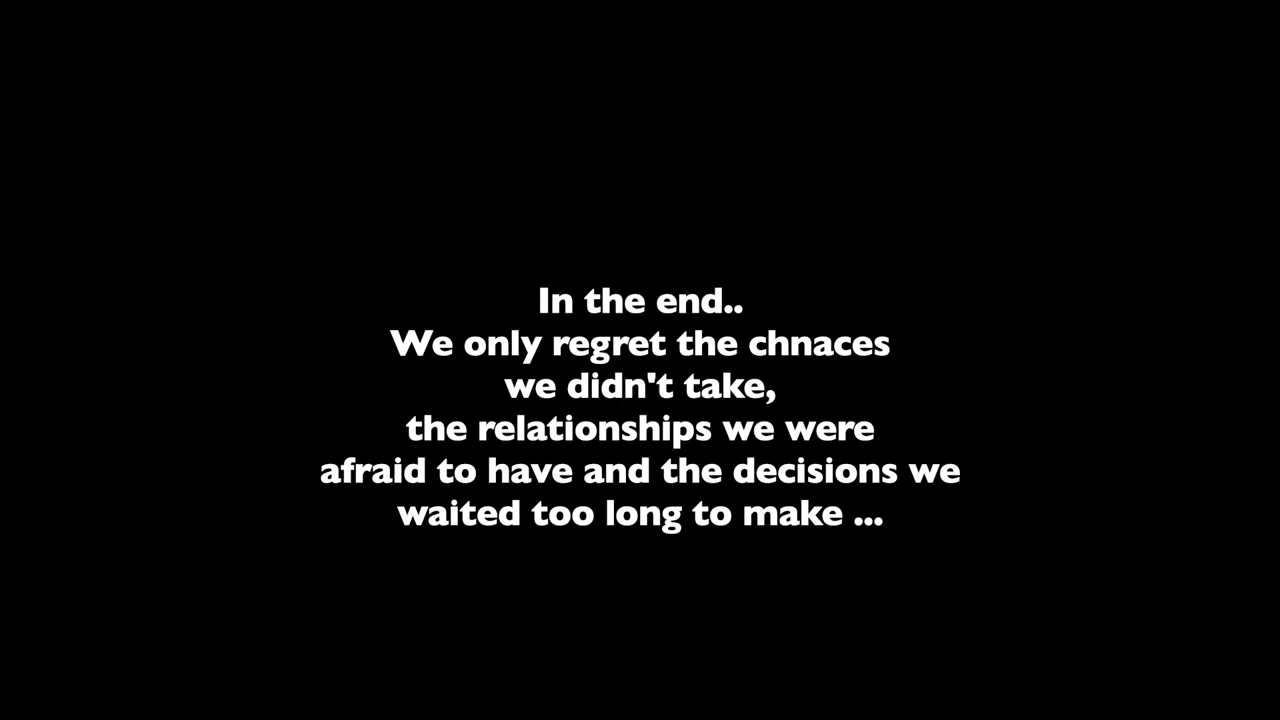 In the end..
We only regret the chnaces
we didn't take,
the relationships we were
afraid to have and the decisions we
waited too long to make ...